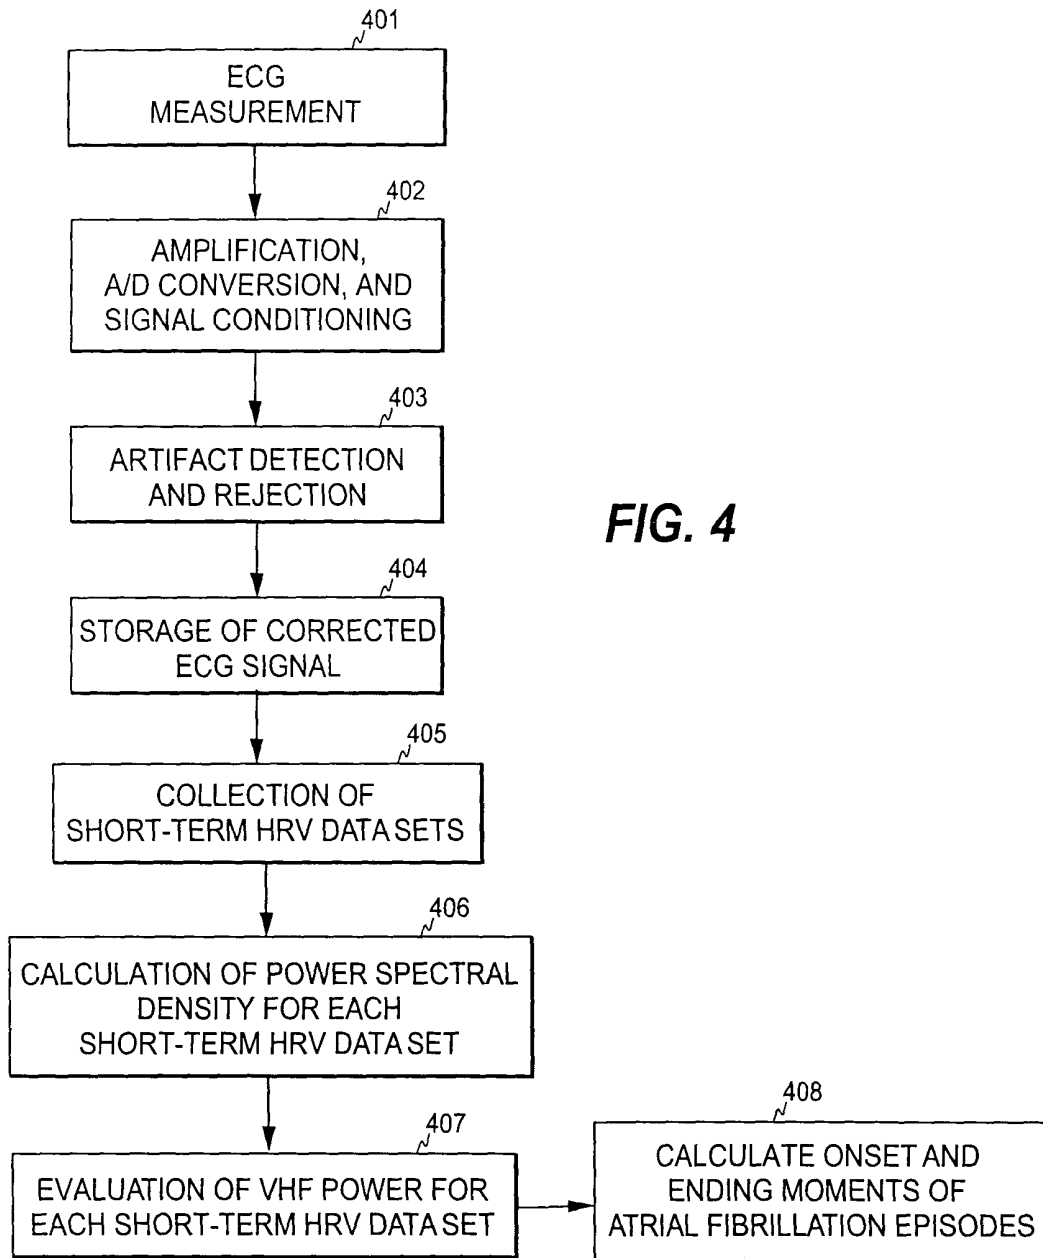 401
ECG
MEASUREMENT
402
AMPLIFICATION,
A/D CONVERSION, AND
SIGNAL CONDITIONING
403
ARTIFACT DETECTION
AND REJECTION
FIG. 4
404
STORAGE OF CORRECTED
ECG SIGNAL
405
COLLECTION OF
SHORT-TERM HRV DATA SETS
406
CALCULATION OF POWER SPECTRAL
DENSITY FOR EACH
SHORT-TERM HRV DATA SET
407
EVALUATION OF VHF POWER FOR
EACH SHORT-TERM HRV DATA SET
408
CALCULATE ONSET AND
ENDING MOMENTS OF
ATRIAL FIBRILLATION EPISODES